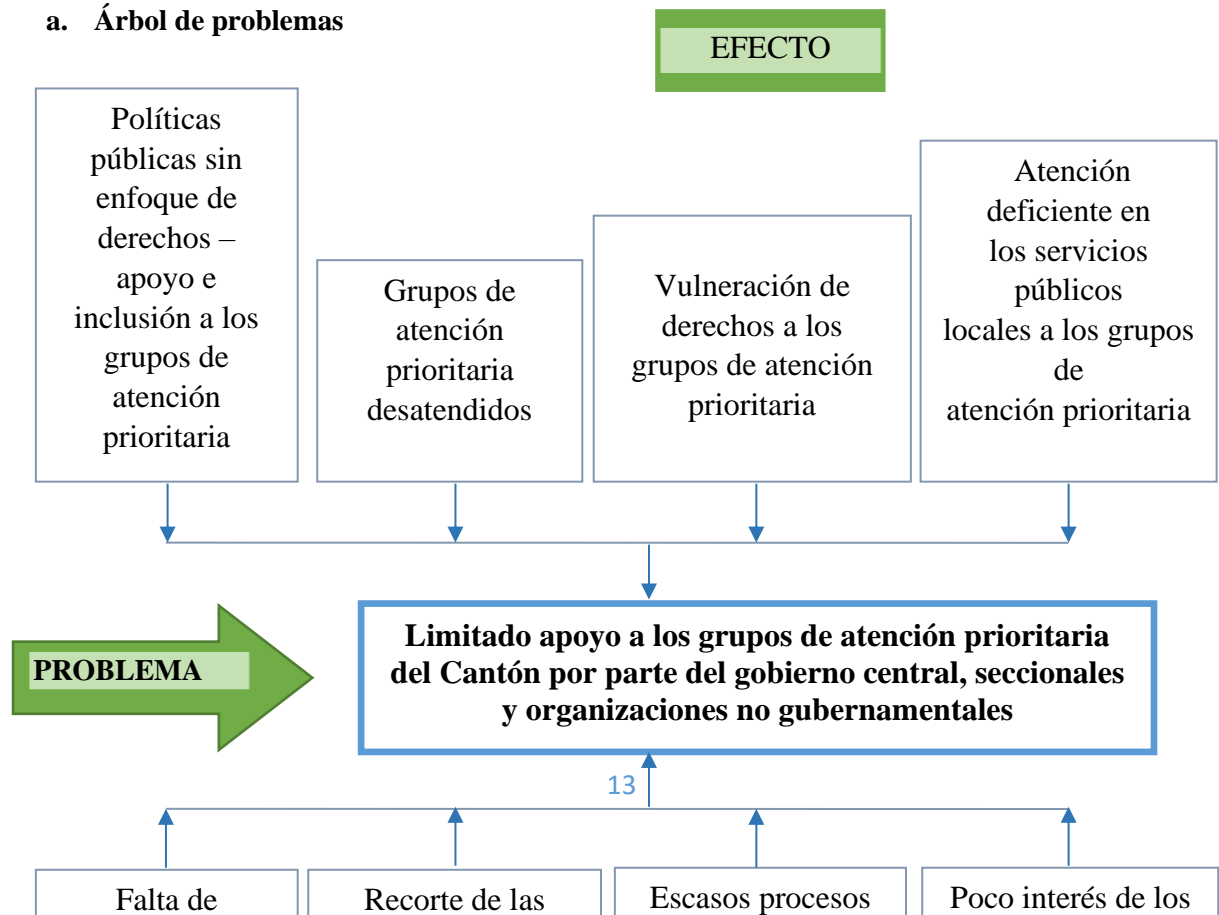 a. Árbol de problemas
EFECTO
Políticas
públicas sin
enfoque de
derechos –
apoyo e
inclusión a los
grupos de
atención
prioritaria
Grupos de
atención
prioritaria
desatendidos
Vulneración de
derechos a los
grupos de atención
prioritaria
Atención
deficiente en
los servicios
públicos
locales a los grupos
de
atención prioritaria
PROBLEMA
Limitado apoyo a los grupos de atención prioritaria
del Cantón por parte del gobierno central, seccionales
y organizaciones no gubernamentales
13
Falta de
Recorte de las
Escasos procesos
Poco interés de los